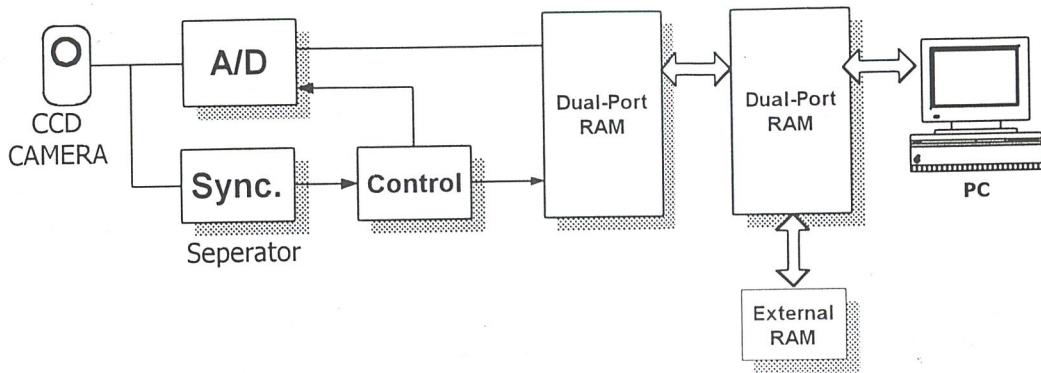 CCD
CAMERA
A/D
Sync.
Seperator
Control
Dual-Port
RAM
Dual-Port
RAM
External
RAM
PC